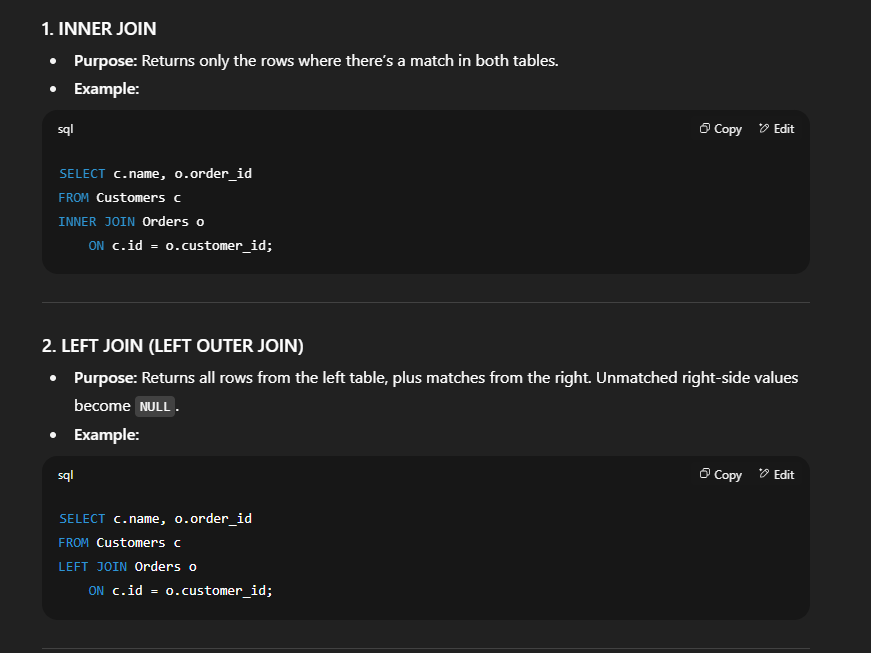 1. INNER JOIN
• Purpose: Returns only the rows where there's a match in both tables.
• Example:
sql Copy Edit
SELECT c.name, o.order_id
FROM Customers c
INNER JOIN Orders o
    ON c.id = o.customer_id;
2. LEFT JOIN (LEFT OUTER JOIN)
• Purpose: Returns all rows from the left table, plus matches from the right. Unmatched right-side values
become NULL.
• Example:
sql Copy Edit
SELECT c.name, o.order_id
FROM Customers c
LEFT JOIN Orders o
    ON c.id = o.customer_id;